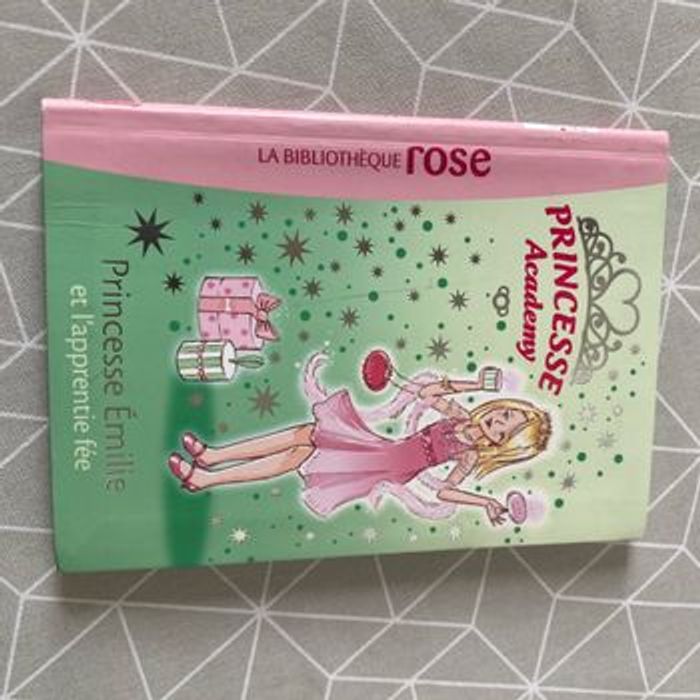 LA BIBLIOTHÈQUE rose
PRINCESSE
Academy
Princesse Émilie
et l'apprentie fée